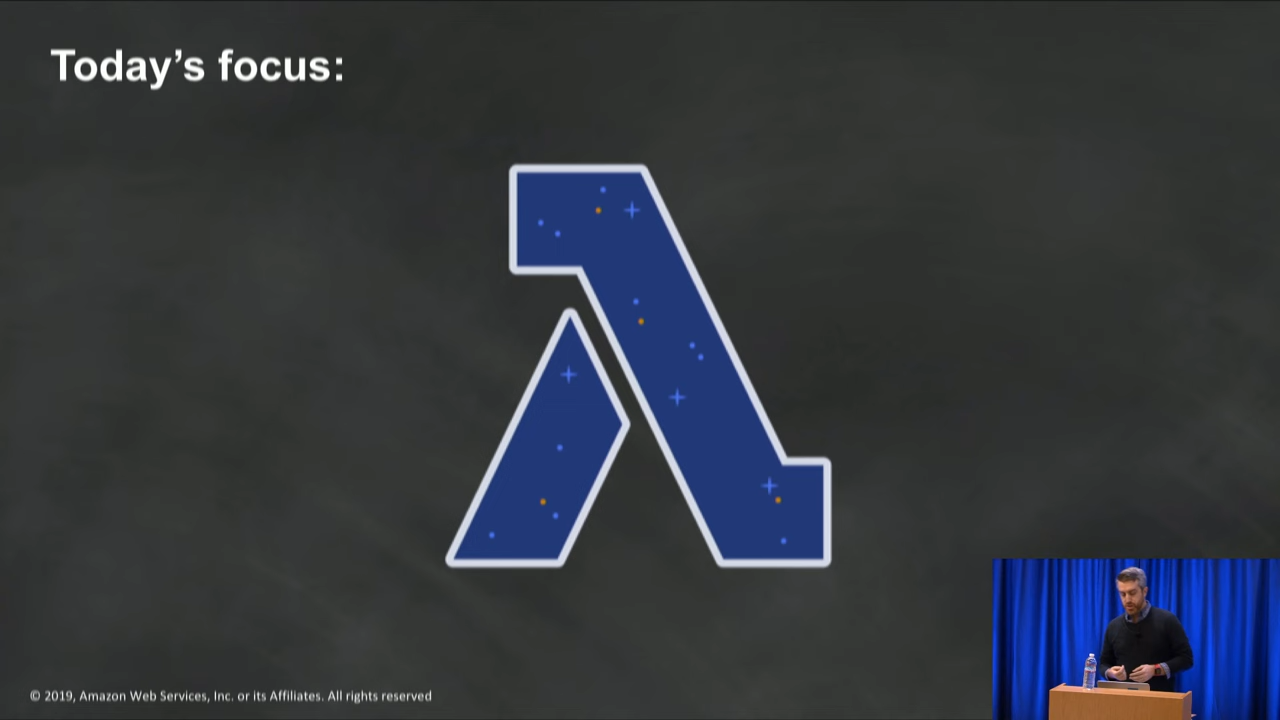 Today’s focus:
© 2019, Amazon Web Services, Inc. or its Affiliates. All rights reserved